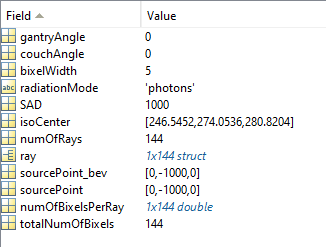 Field Value
gantryAngle 0
couchAngle 0
bixelWidth 5
abc radiationMode 'photons'
SAD 1000
isoCenter [246.5452,274.0536,280.8204]
numOfRays 144
ray 1x144 struct
sourcePoint_bev [0,-1000,0]
sourcePoint [0,-1000,0]
numOfBixelsPerRay 1x144 double
totalNumOfBixels 144